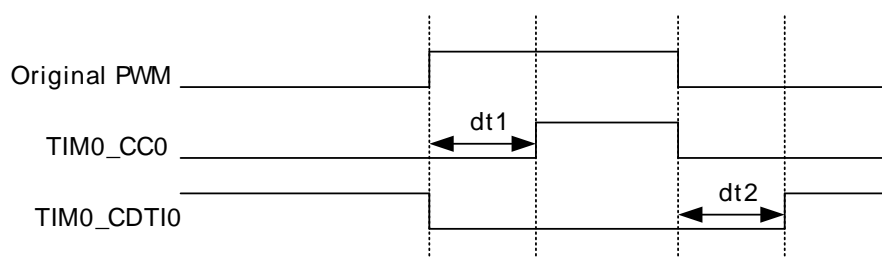 Original PWM
dt1
TIM0_CC0
dt2
TIM0_CDTI0